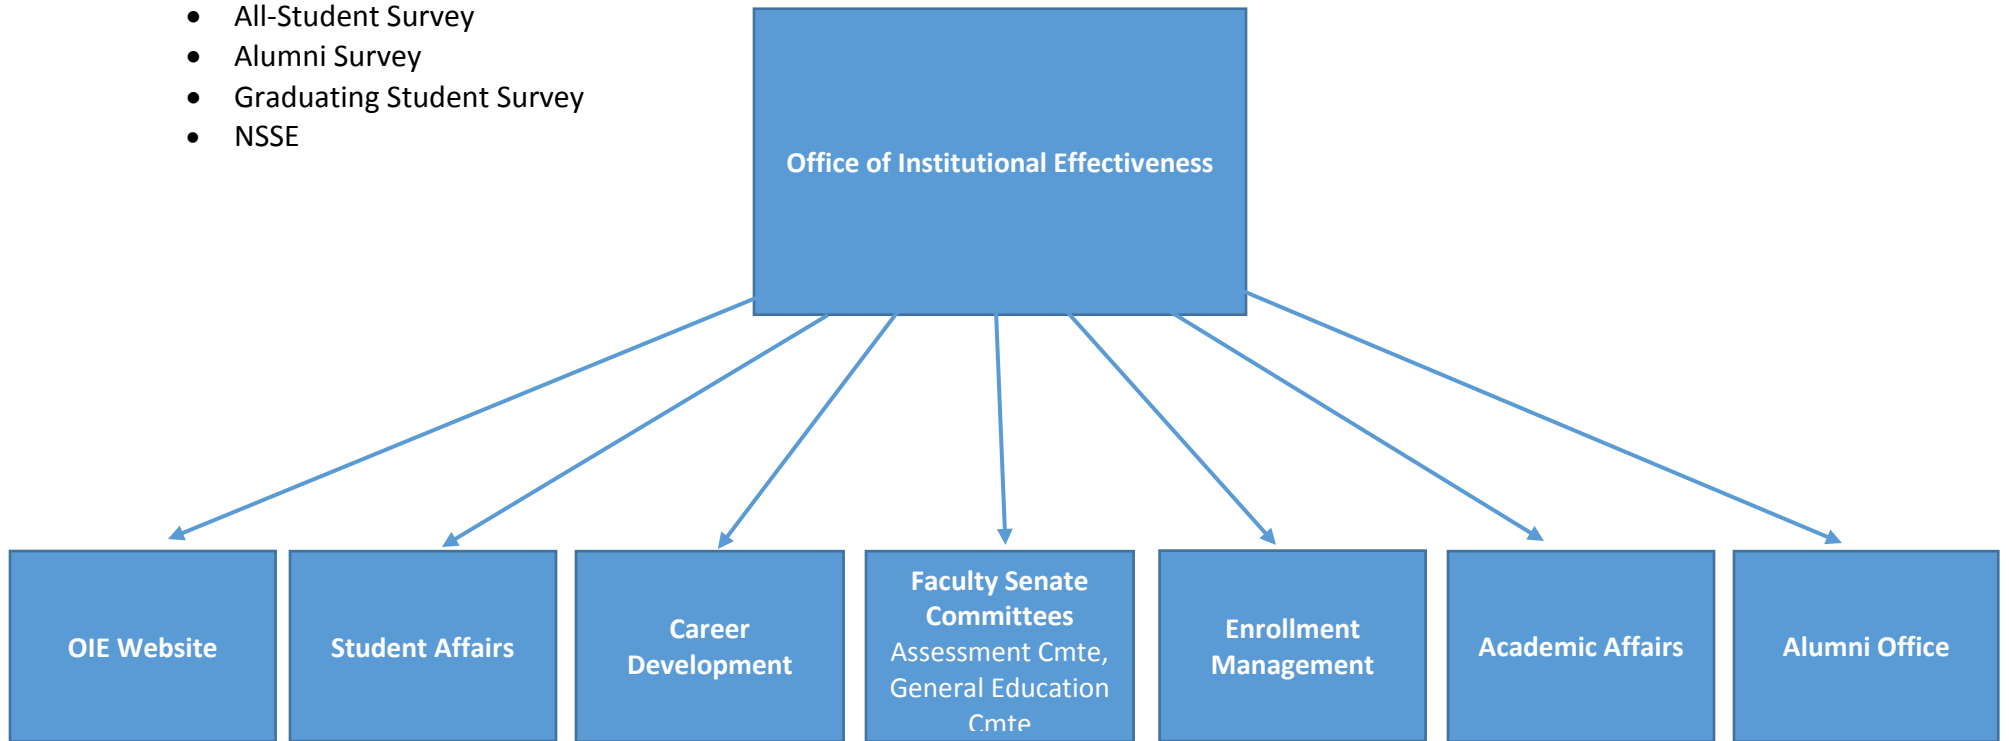 • All-Student Survey
• Alumni Survey
• Graduating Student Survey
• NSSE
Office of Institutional Effectiveness
OIE Website
Student Affairs
Career
Development
Faculty Senate
Committees
Assessment Cmte,
General Education
Cmte
Enrollment
Management
Academic Affairs
Alumni Office